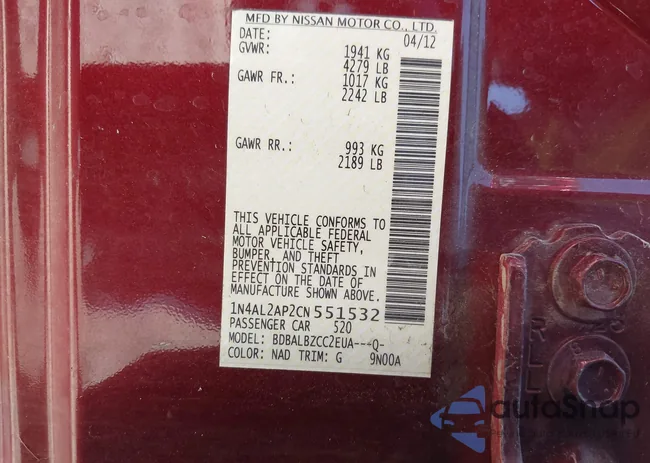 MFD BY NISSAN MOTOR CO., LTD.
DATE: 04/12
GVWR: 1941 KG
4279 LB
GAWR FR.: 1017 KG
2242 LB
GAWR RR.: 993 KG
2189 LB
THIS VEHICLE CONFORMS TO
ALL APPLICABLE FEDERAL
MOTOR VEHICLE SAFETY,
BUMPER, AND THEFT
PREVENTION STANDARDS IN
EFFECT ON THE DATE OF
MANUFACTURE SHOWN ABOVE.
1N4AL2AP2CN551532
PASSENGER CAR 520
MODEL: BDBALBZCC2EUA---Q-
COLOR: NAD TRIM: G 9N00A
autoShop